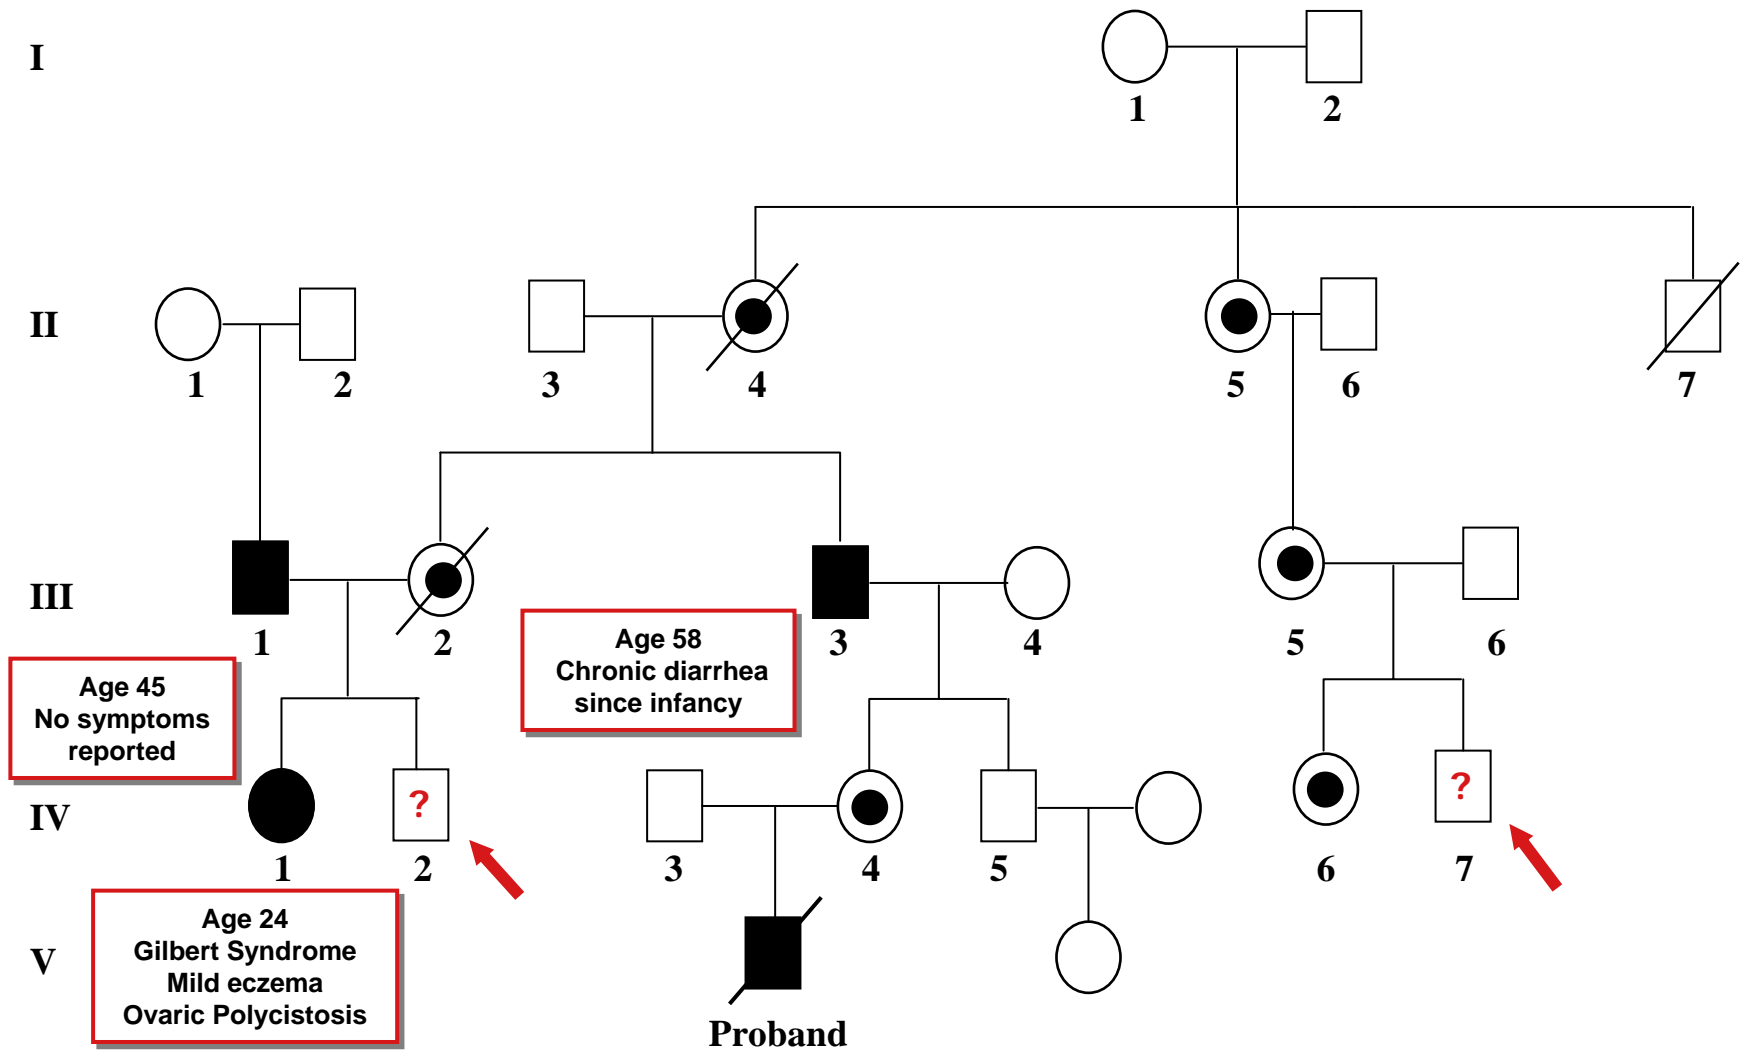 I
1 2
II
1 2 3 4 5 6 7
III
1 2 3 4 5 6
Age 45
No symptoms
reported
Age 58
Chronic diarrhea
since infancy
? ?
IV
1 2 3 4 5 6 7
V
Age 24
Gilbert Syndrome
Mild eczema
Ovaric Polycistosis
Proband